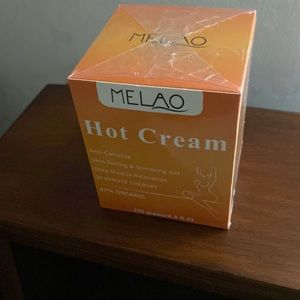 MELAO
MELAO
Hot Cream
Anti-Cellulite
Skin Toning & Slimming Gel
Deep Muscle Relaxation
20 MINUTE THERAPY
87% ORGANIC